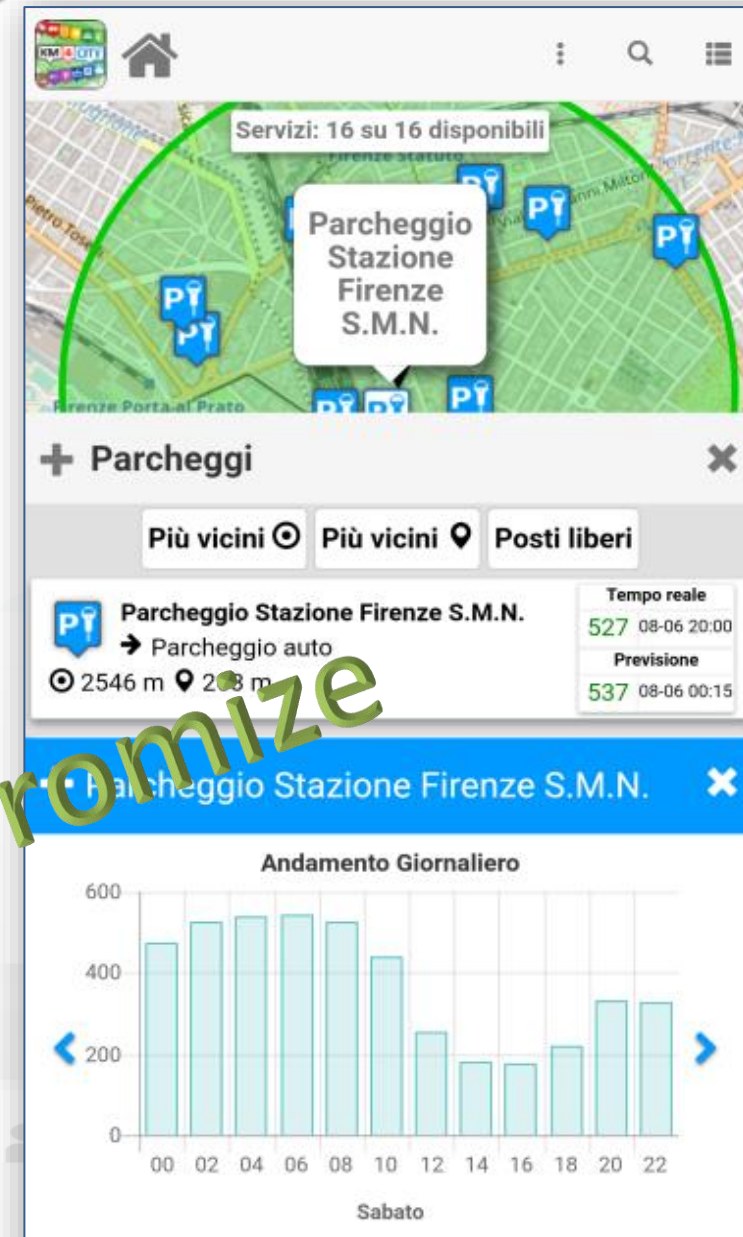 KM4CITY
Servizi: 16 su 16 disponibili
Firenze Statuto
Parcheggio
Stazione
Firenze
S.M.N.
Pietro Toselli
Firenze Porta al Prato
+ Parcheggi
Più vicini Più vicini Posti liberi
Parcheggio Stazione Firenze S.M.N.
Parcheggio auto
2546 m
Tempo reale
527 08-06 20:00
Previsione
537 08-06 00:15
romize
Parcheggio Stazione Firenze S.M.N.
Andamento Giornaliero
600
400
200
0
00 02 04 06 08 10 12 14 16 18 20 22
Sabato